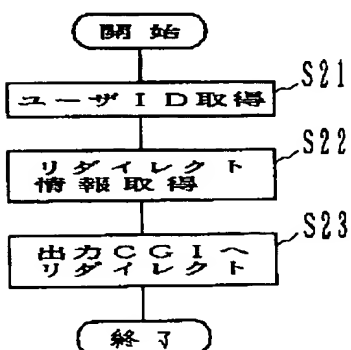 開始
S21
ユーザID取得
S22
リダイレクト
情報取得
S23
出力CGIへ
リダイレクト
終了